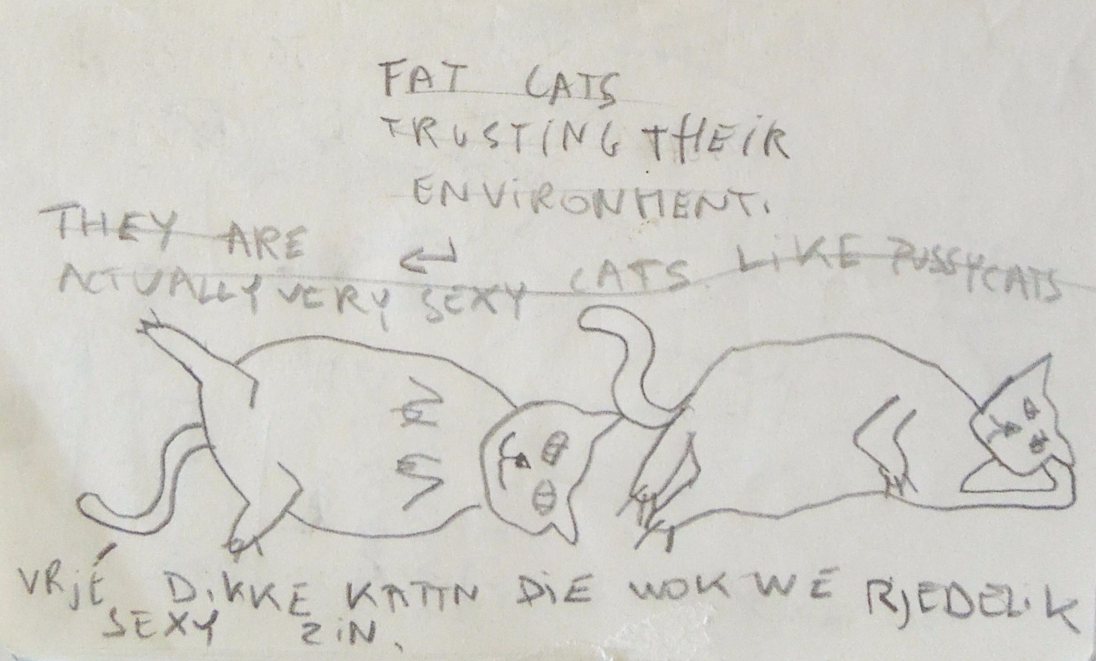 FAT CATS
TRUSTING THEIR
ENVIRONMENT.
THEY ARE
ACTUALLY VERY SEXY CATS LIKE PUSSYCATS
VRJÉ DIKKE KATTN DIE WOK WÉ RJEDELIK
SEXY ZIN.